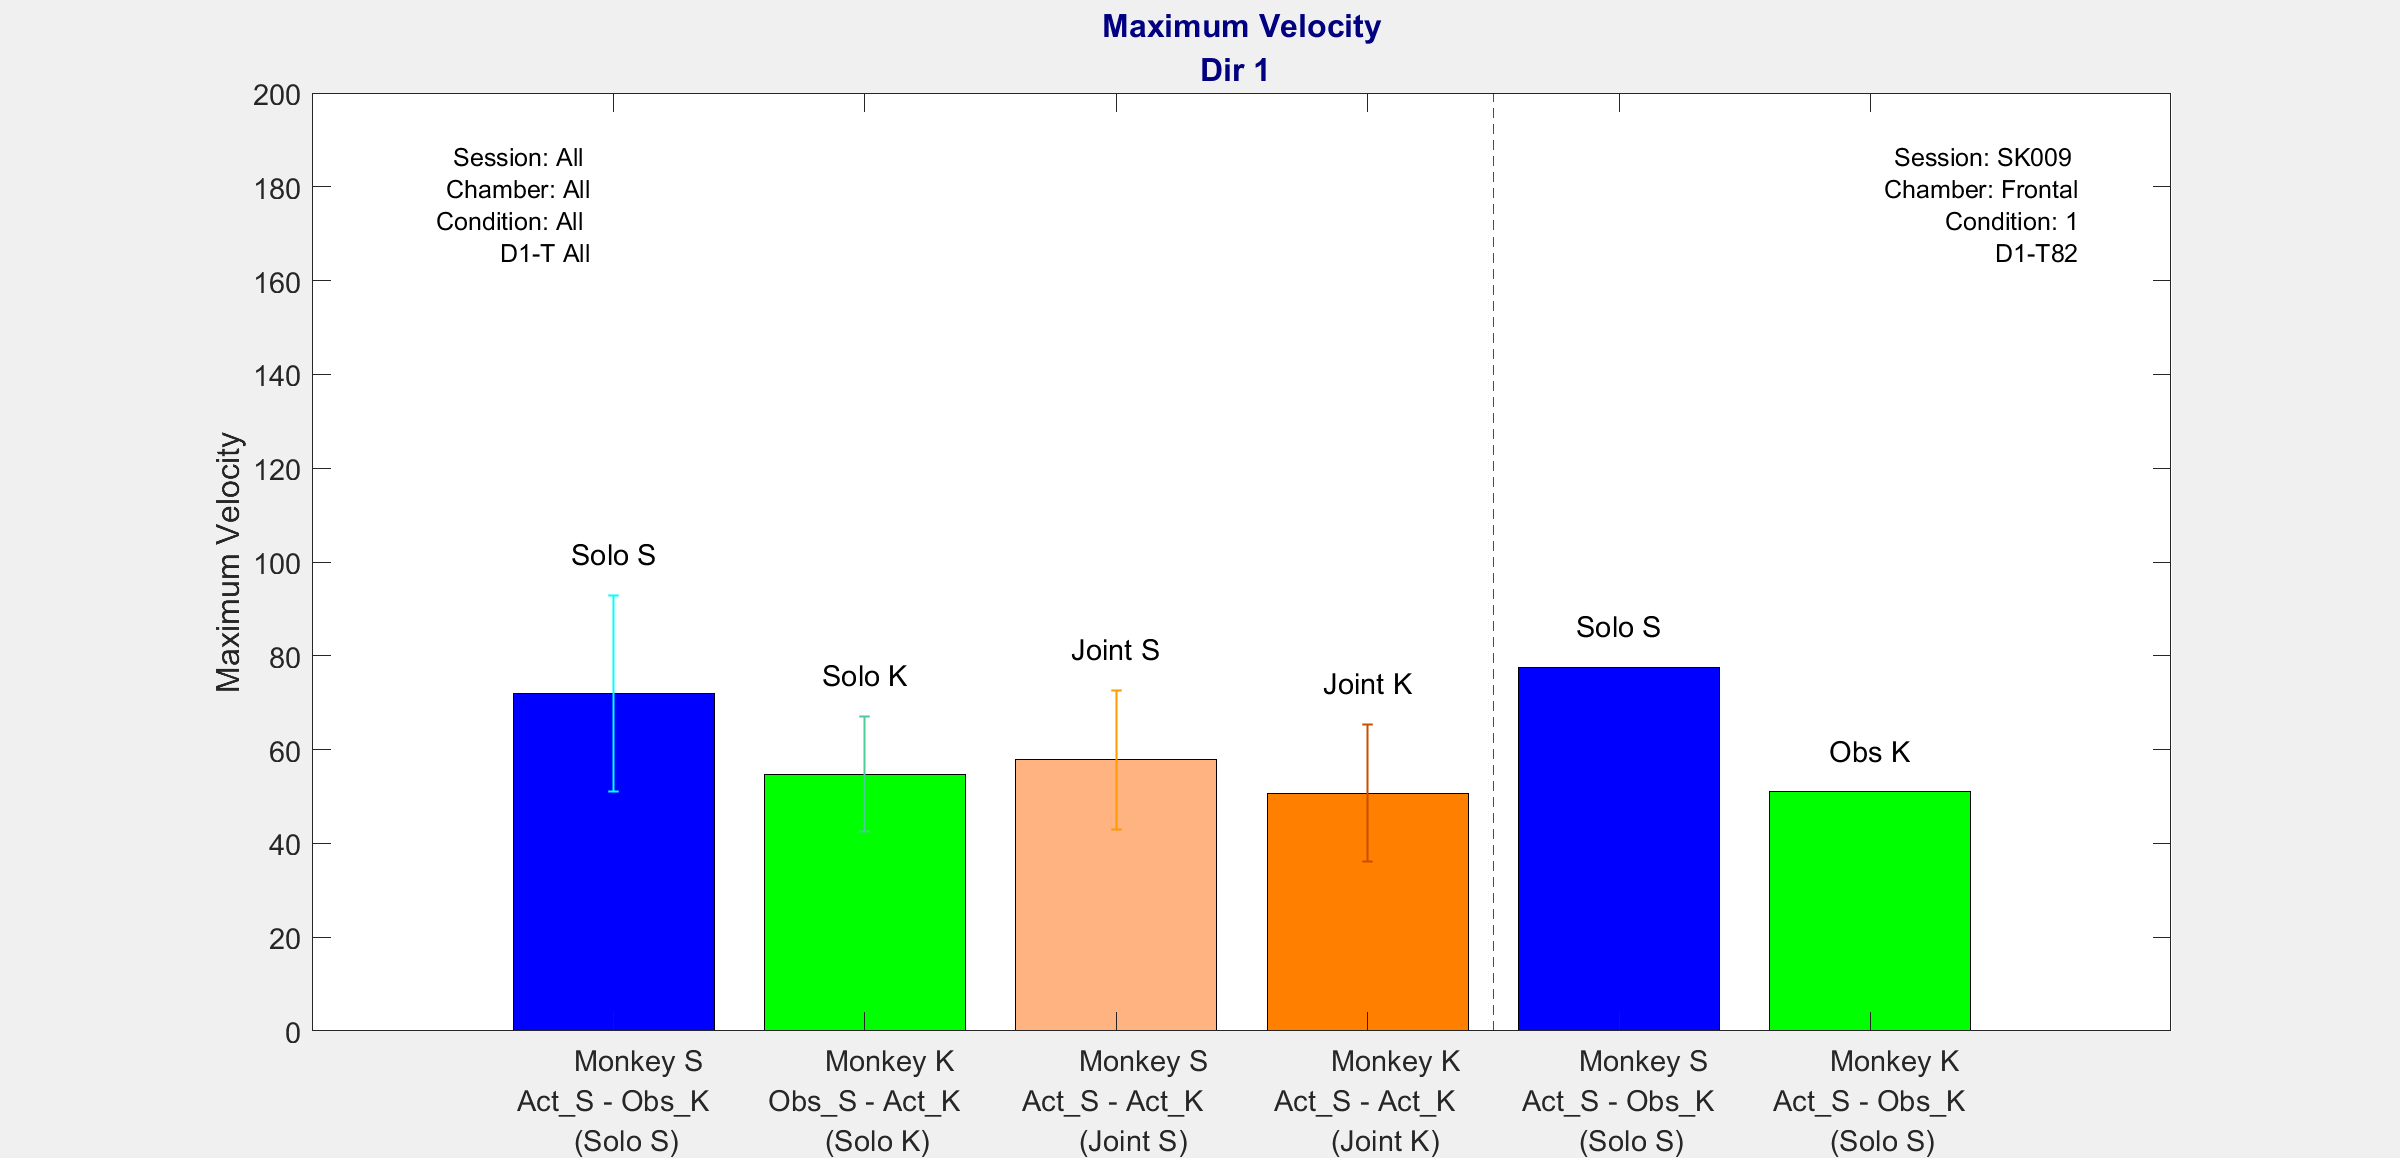 Maximum Velocity
Dir 1
200
180
160
140
120
100
80
60
40
20
0
Maximum Velocity
Session: All
Chamber: All
Condition: All
D1-T All
Session: SK009
Chamber: Frontal
Condition: 1
D1-T82
Solo S
Solo K
Joint S
Joint K
Solo S
Obs K
Monkey S
Act_S - Obs_K
(Solo S)
Monkey K
Obs_S - Act_K
(Solo K)
Monkey S
Act_S - Act_K
(Joint S)
Monkey K
Act_S - Act_K
(Joint K)
Monkey S
Act_S - Obs_K
(Solo S)
Monkey K
Act_S - Obs_K
(Solo S)